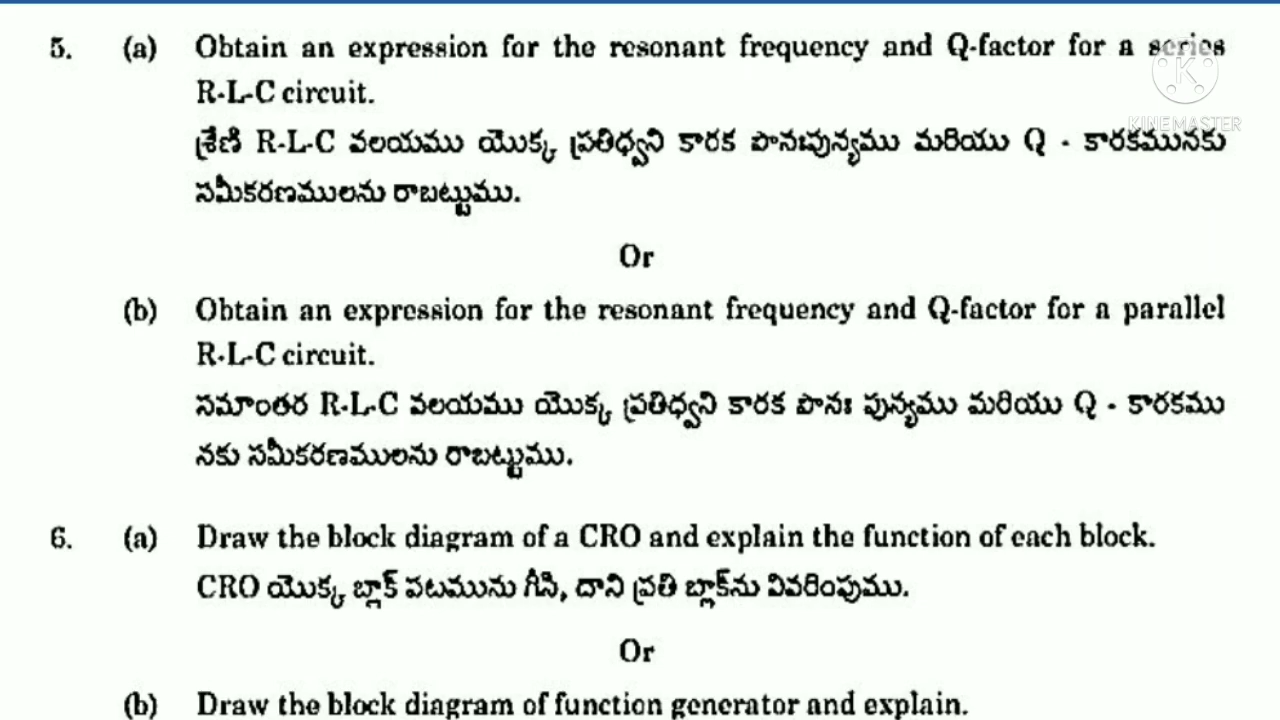 5. (a) Obtain an expression for the resonant frequency and Q-factor for a series
R-L-C circuit.
శ్రేణి R-L-C వలయము యొక్క ప్రతిధ్వని కారక పౌనఃపున్యము మరియు Q - కారకమునకు
సమీకరణములను రాబట్టుము.
Or
(b) Obtain an expression for the resonant frequency and Q-factor for a parallel
R-L-C circuit.
సమాంతర R-L-C వలయము యొక్క ప్రతిధ్వని కారక పౌనః పున్యము మరియు Q - కారకము
నకు సమీకరణములను రాబట్టుము.
6. (a) Draw the block diagram of a CRO and explain the function of each block.
CRO యొక్క బ్లాక్ పటమును గీసి, దాని ప్రతి బ్లాక్‌ను వివరింపుము.
Or
(b) Draw the block diagram of function generator and explain.
K
KINEMASTER